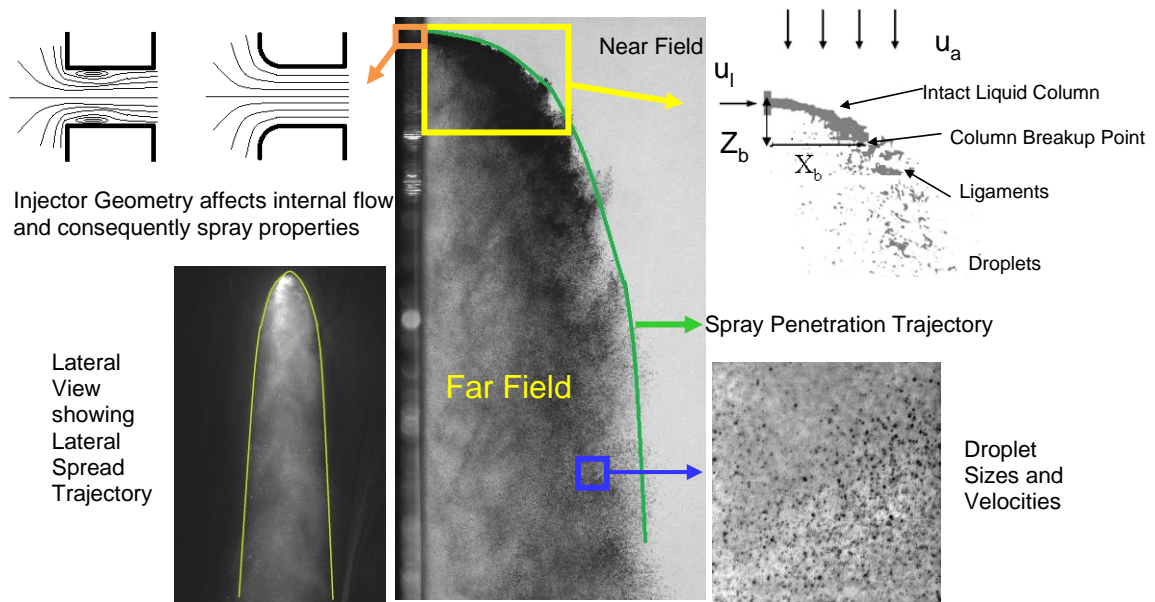 Near Field
u_a
u_l
Intact Liquid Column
Column Breakup Point
Z_b
X_b
Ligaments
Droplets
Injector Geometry affects internal flow
and consequently spray properties
Spray Penetration Trajectory
Lateral
View
showing
Lateral
Spread
Trajectory
Far Field
Droplet
Sizes and
Velocities